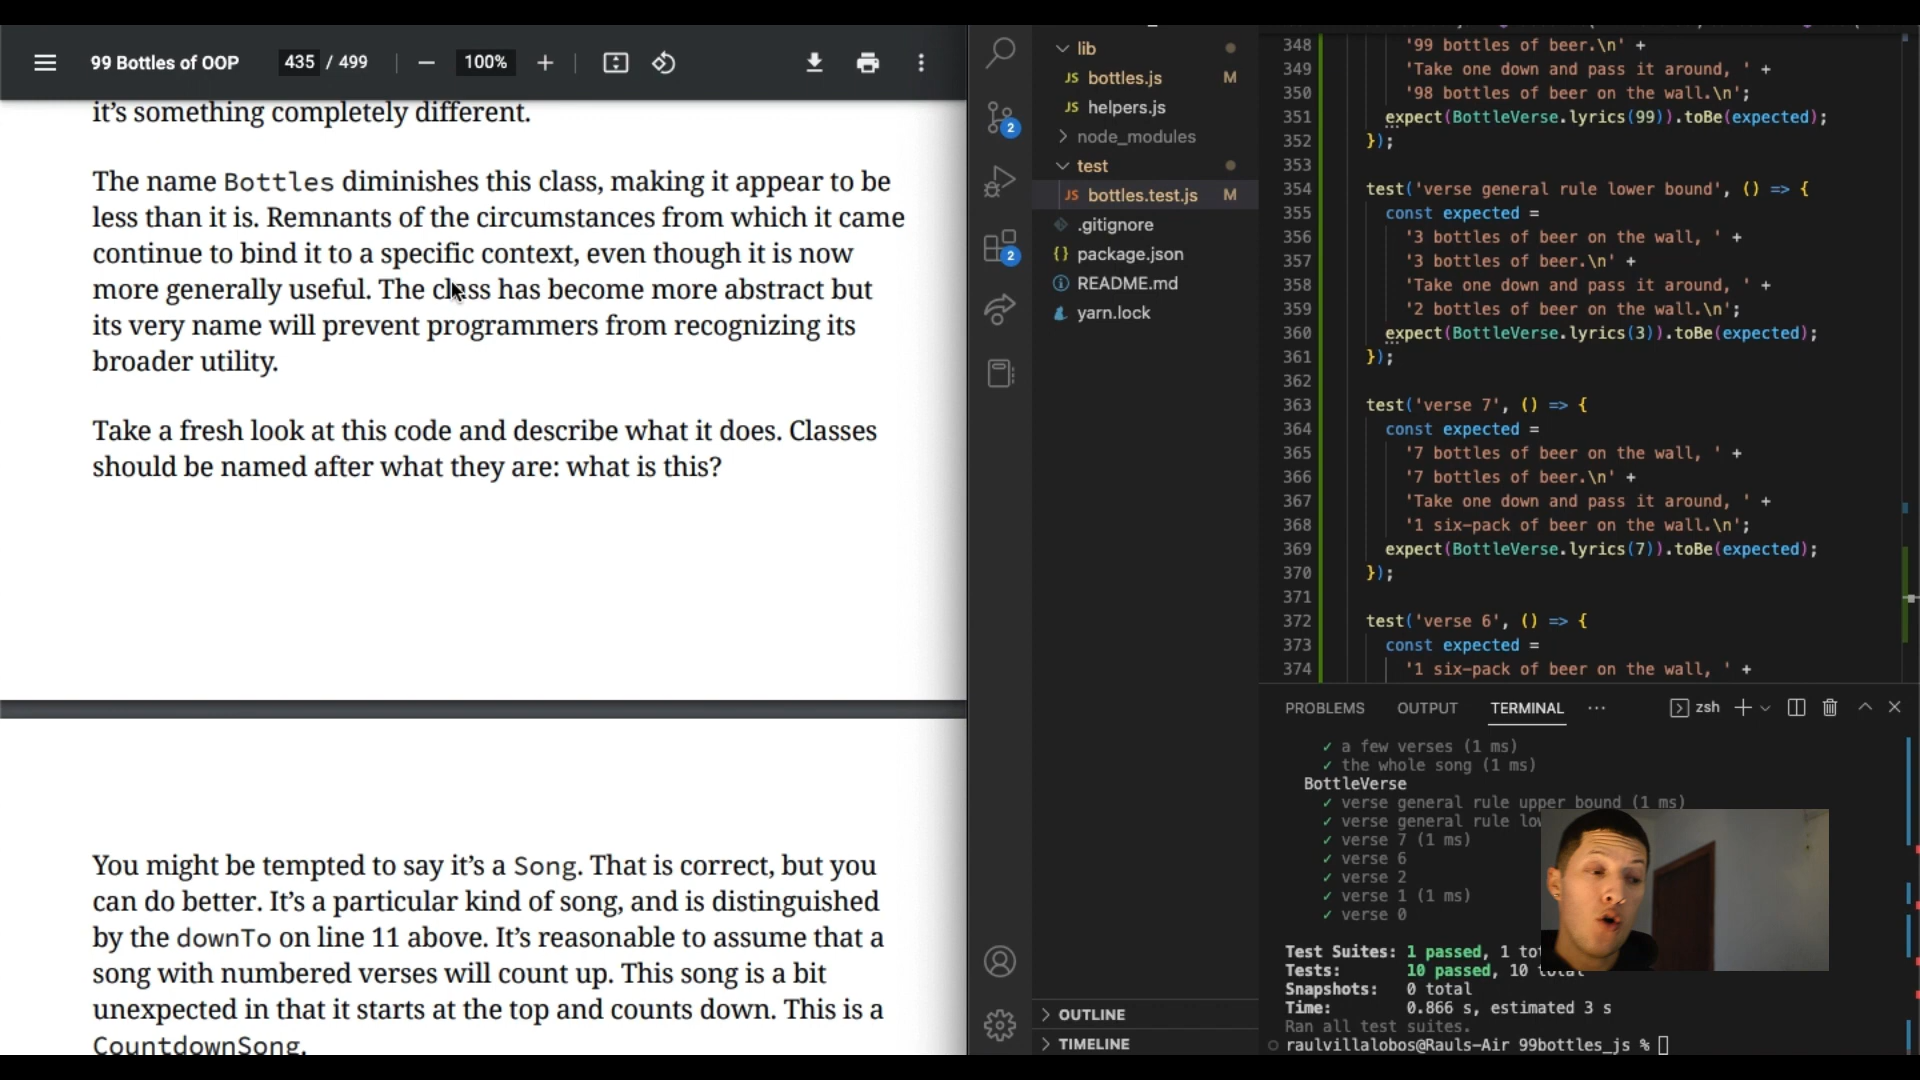 99 Bottles of OOP 435 / 499 100%
it's something completely different.
The name Bottles diminishes this class, making it appear to be
less than it is. Remnants of the circumstances from which it came
continue to bind it to a specific context, even though it is now
more generally useful. The class has become more abstract but
its very name will prevent programmers from recognizing its
broader utility.
Take a fresh look at this code and describe what it does. Classes
should be named after what they are: what is this?
You might be tempted to say it's a Song. That is correct, but you
can do better. It's a particular kind of song, and is distinguished
by the downTo on line 11 above. It's reasonable to assume that a
song with numbered verses will count up. This song is a bit
unexpected in that it starts at the top and counts down. This is a
CountdownSong.
2
2
lib
JS bottles.js M
JS helpers.js
node_modules
test
JS bottles.test.js M
.gitignore
{} package.json
README.md
yarn.lock
OUTLINE
TIMELINE
348 '99 bottles of beer.\n' +
349 'Take one down and pass it around, ' +
350 '98 bottles of beer on the wall.\n';
351 expect(BottleVerse.lyrics(99)).toBe(expected);
352 });
353
354 test('verse general rule lower bound', () => {
355 const expected =
356 '3 bottles of beer on the wall, ' +
357 '3 bottles of beer.\n' +
358 'Take one down and pass it around, ' +
359 '2 bottles of beer on the wall.\n';
360 expect(BottleVerse.lyrics(3)).toBe(expected);
361 });
362
363 test('verse 7', () => {
364 const expected =
365 '7 bottles of beer on the wall, ' +
366 '7 bottles of beer.\n' +
367 'Take one down and pass it around, ' +
368 '1 six-pack of beer on the wall.\n';
369 expect(BottleVerse.lyrics(7)).toBe(expected);
370 });
371
372 test('verse 6', () => {
373 const expected =
374 '1 six-pack of beer on the wall, ' +
PROBLEMS OUTPUT TERMINAL ... zsh
✓ a few verses (1 ms)
✓ the whole song (1 ms)
BottleVerse
✓ verse general rule upper bound (1 ms)
✓ verse general rule
✓ verse 7 (1 ms)
✓ verse 6
✓ verse 2
✓ verse 1 (1 ms)
✓ verse 0
Test Suites: 1 passed, 1
Tests: 10 passed, 10 total
Snapshots: 0 total
Time: 0.866 s, estimated 3 s
Ran all test suites.
raulvillalobos@Rauls-Air 99bottles_js %